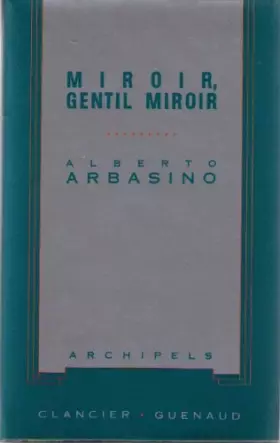 MIROIR,
GENTIL MIROIR
ALBERTO
ARBASINO
ARCHIPELS
CLANCIER • GUENAUD